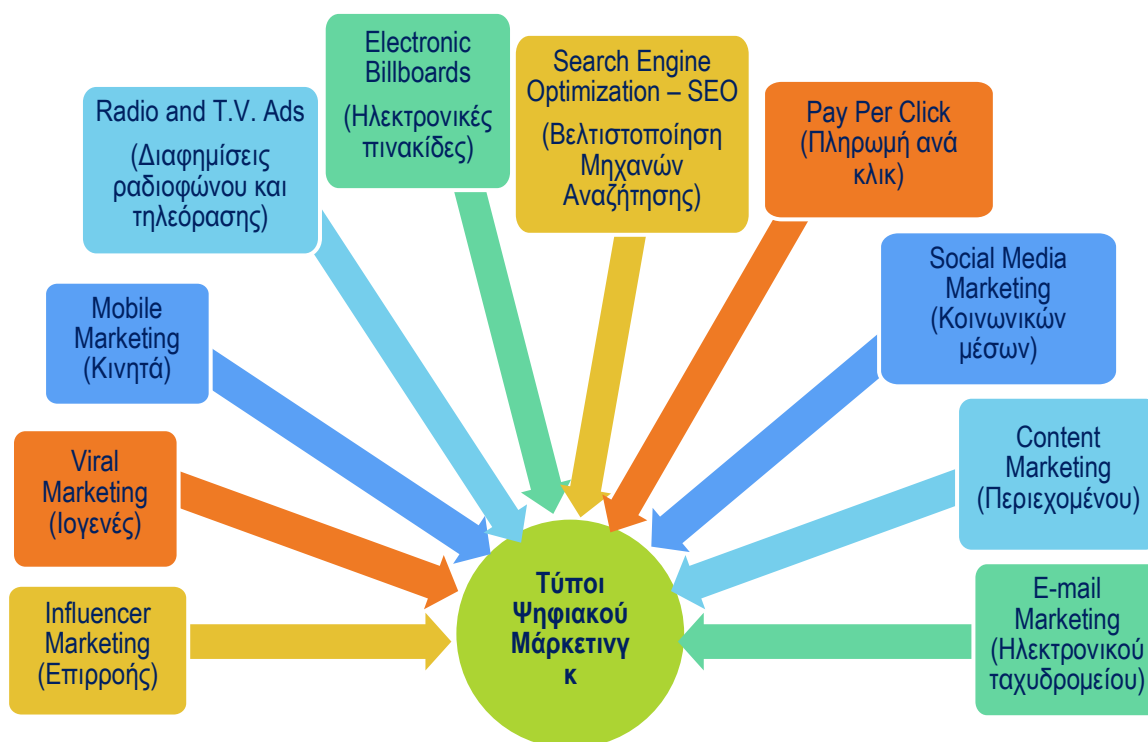 Electronic
Billboards
(Ηλεκτρονικές
πινακίδες)
Search Engine
Optimization – SEO
(Βελτιστοποίηση
Μηχανών
Αναζήτησης)
Radio and T.V. Ads
(Διαφημίσεις
ραδιοφώνου και
τηλεόρασης)
Pay Per Click
(Πληρωμή ανά
κλικ)
Social Media
Marketing
(Κοινωνικών
μέσων)
Mobile
Marketing
(Κινητά)
Content
Marketing
(Περιεχομένου)
Viral
Marketing
(Ιογενές)
E-mail
Marketing
(Ηλεκτρονικού
ταχυδρομείου)
Influencer
Marketing
(Επιρροής)
Τύποι
Ψηφιακού
Μάρκετινγ
κ